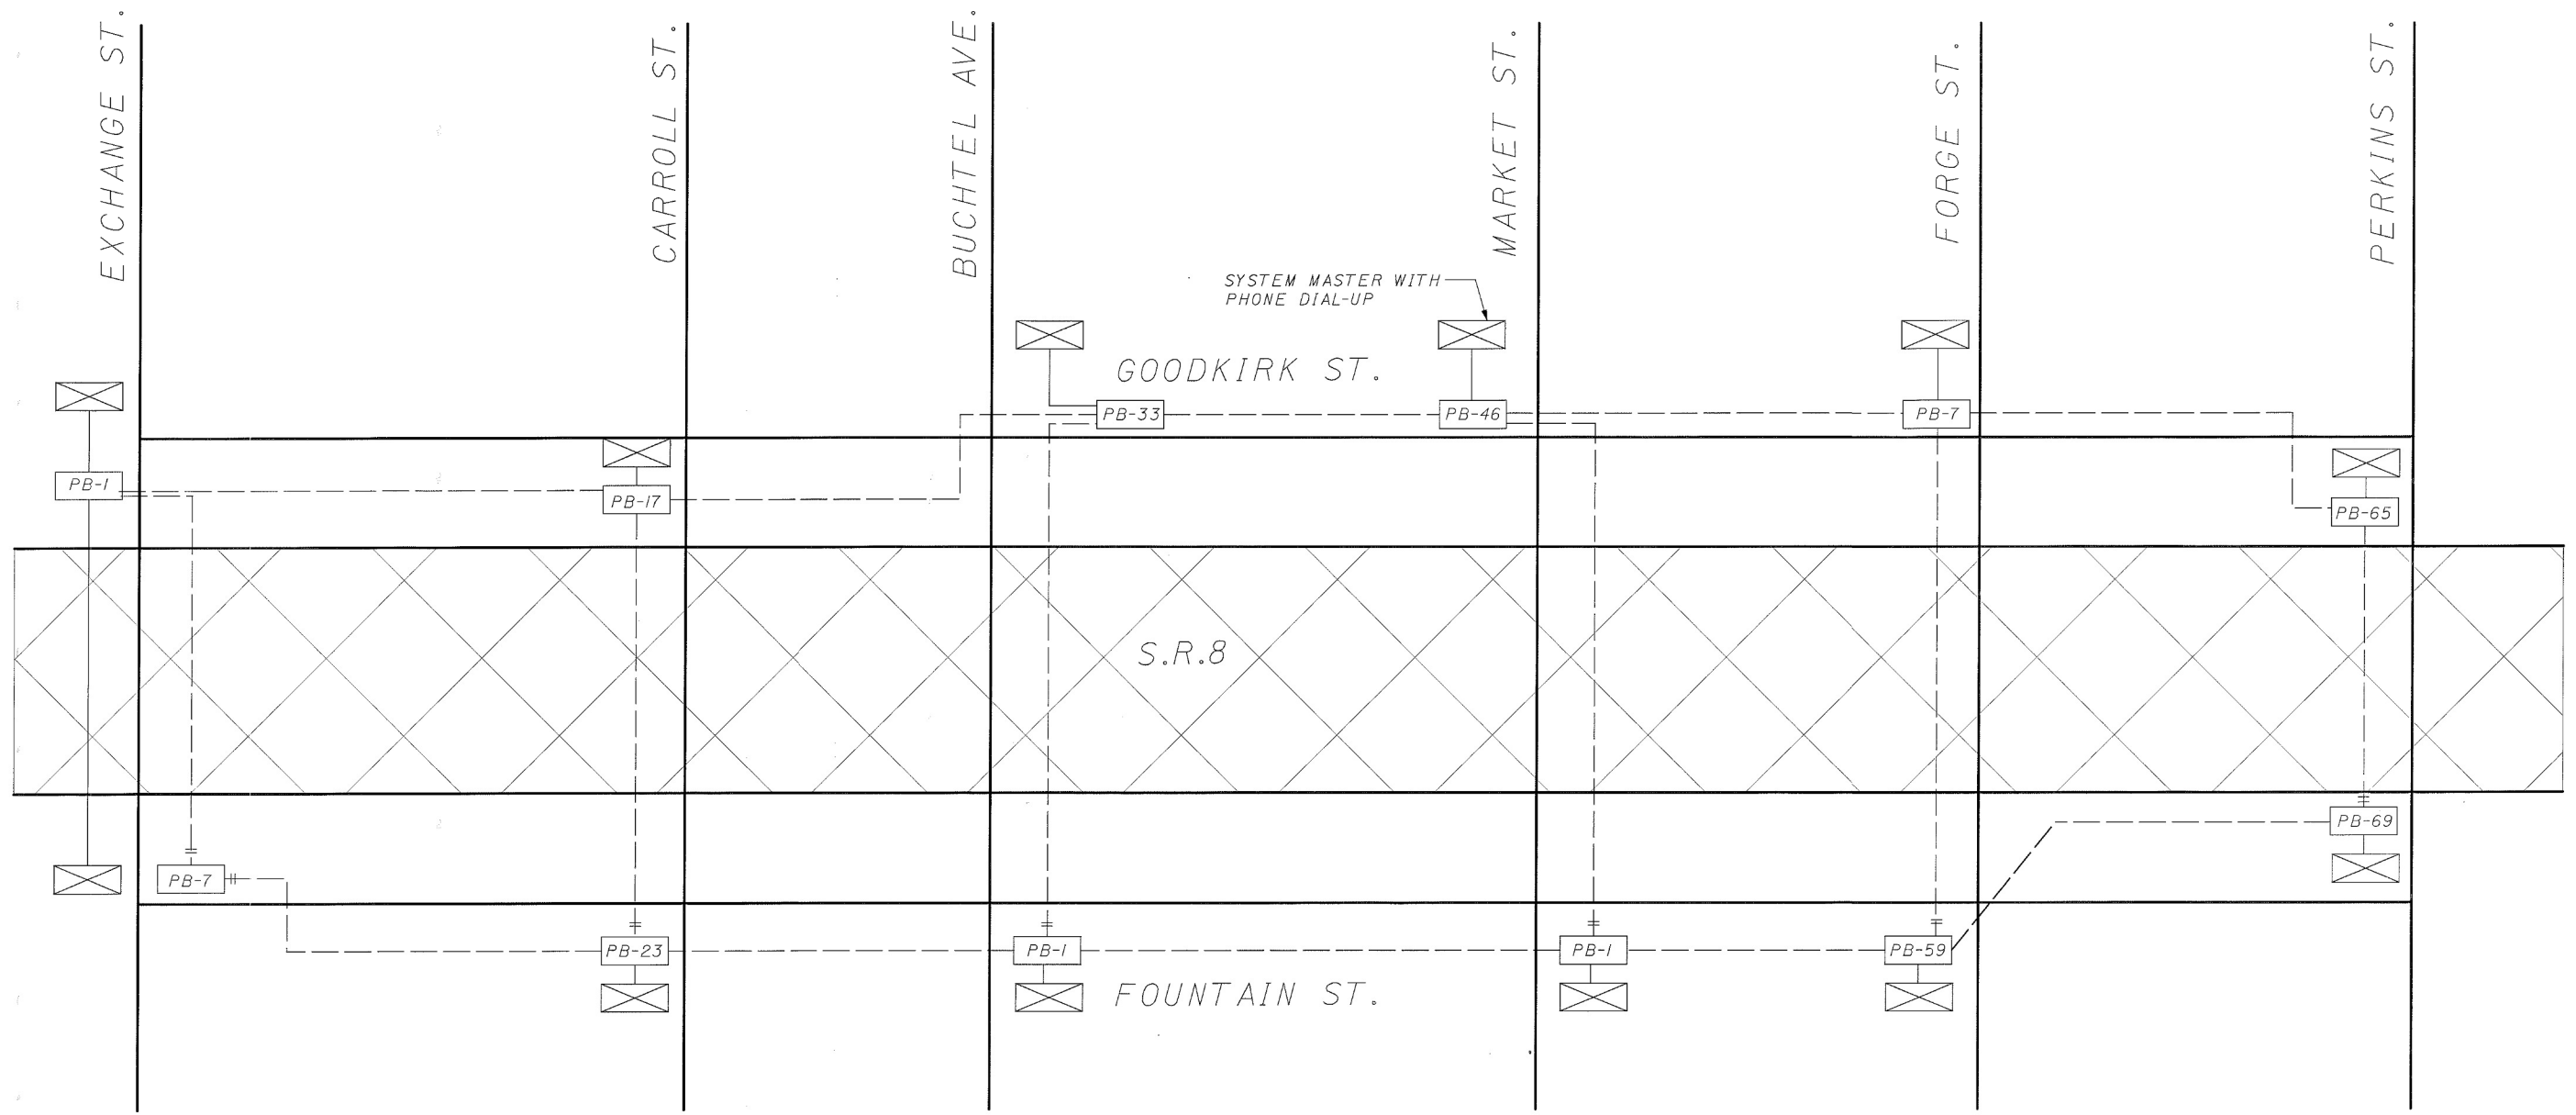 EXCHANGE ST.
CARROLL ST.
BUCHTEL AVE.
MARKET ST.
FORGE ST.
PERKINS ST.
SYSTEM MASTER WITH
PHONE DIAL-UP
GOODKIRK ST.
PB-33
PB-46
PB-7
PB-1
PB-17
PB-65
S.R.8
PB-69
PB-7
PB-23
PB-1
PB-1
PB-59
FOUNTAIN ST.